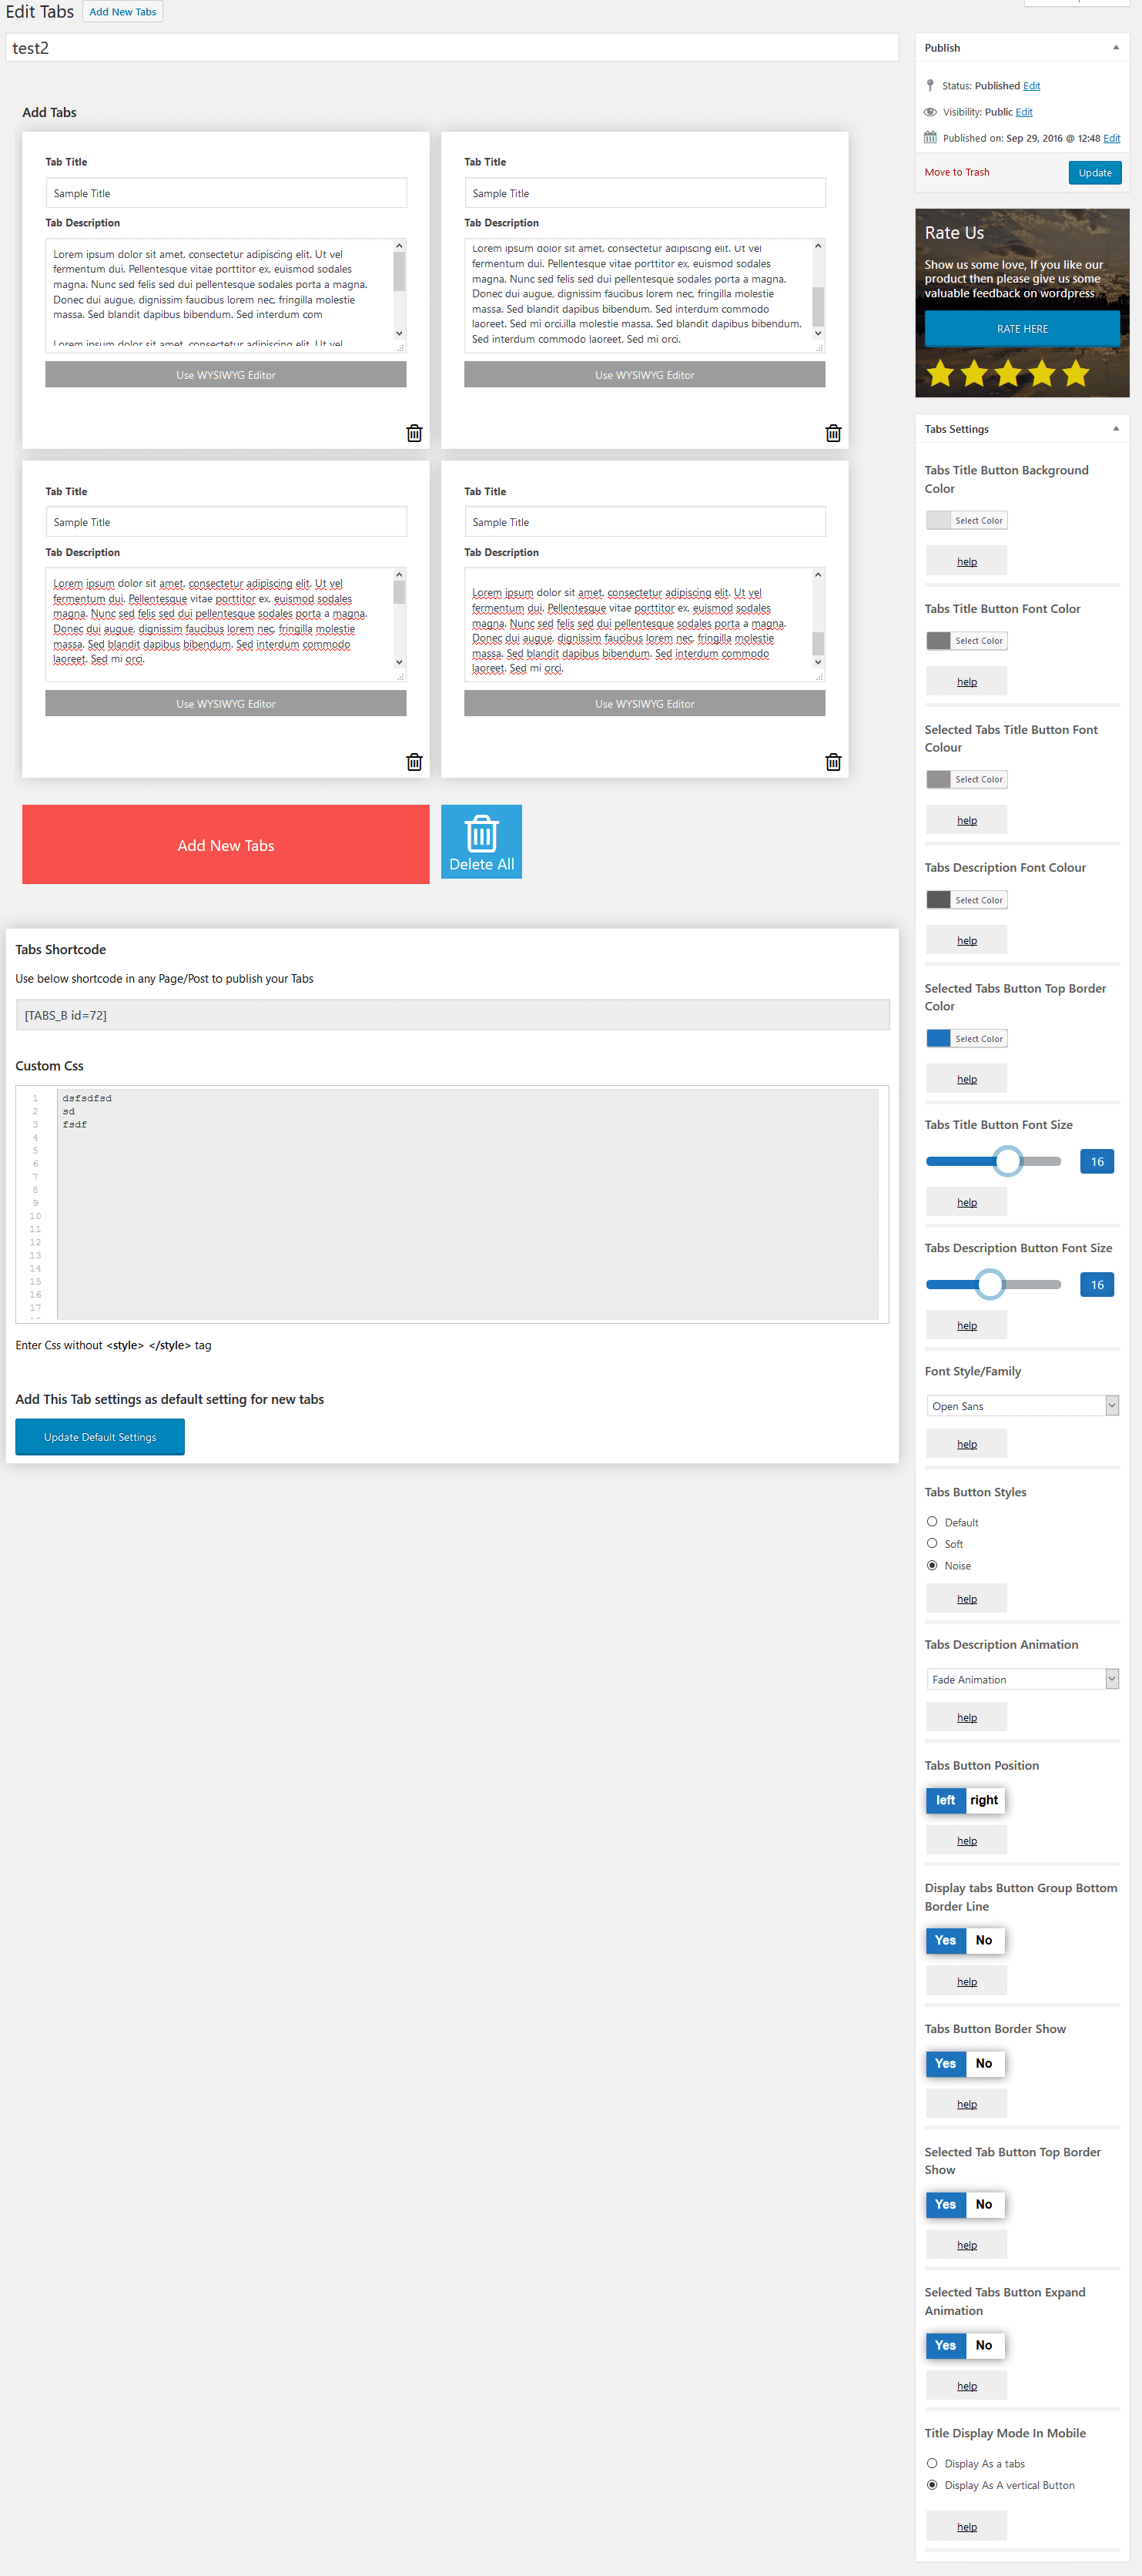 Edit Tabs
Add New Tabs
test2
Add Tabs
Tab Title
Sample Title
Tab Description
Lorem ipsum dolor sit amet, consectetur adipiscing elit. Ut vel
fermentum dui. Pellentesque vitae porttitor ex, euismod sodales
magna. Nunc sed felis sed dui pellentesque sodales porta a magna.
Donec dui augue, dignissim faucibus lorem nec, fringilla molestie
massa. Sed blandit dapibus bibendum. Sed interdum com
Lorem ipsum dolor sit amet, consectetur adipiscing elit. Ut vel
Use WYSIWYG Editor
Tab Title
Sample Title
Tab Description
Lorem ipsum dolor sit amet, consectetur adipiscing elit. Ut vel
fermentum dui. Pellentesque vitae porttitor ex, euismod sodales
magna. Nunc sed felis sed dui pellentesque sodales porta a magna.
Donec dui augue, dignissim faucibus lorem nec, fringilla molestie
massa. Sed blandit dapibus bibendum. Sed interdum commodo
laoreet. Sed mi orci.illa molestie massa. Sed blandit dapibus bibendum.
Sed interdum commodo laoreet. Sed mi orci.
Use WYSIWYG Editor
Tab Title
Sample Title
Tab Description
Lorem ipsum dolor sit amet, consectetur adipiscing elit. Ut vel
fermentum dui. Pellentesque vitae porttitor ex, euismod sodales
magna. Nunc sed felis sed dui pellentesque sodales porta a magna.
Donec dui augue, dignissim faucibus lorem nec, fringilla molestie
massa. Sed blandit dapibus bibendum. Sed interdum commodo
laoreet. Sed mi orci.
Use WYSIWYG Editor
Tab Title
Sample Title
Tab Description
Lorem ipsum dolor sit amet, consectetur adipiscing elit. Ut vel
fermentum dui. Pellentesque vitae porttitor ex, euismod sodales
magna. Nunc sed felis sed dui pellentesque sodales porta a magna.
Donec dui augue, dignissim faucibus lorem nec, fringilla molestie
massa. Sed blandit dapibus bibendum. Sed interdum commodo
laoreet. Sed mi orci.
Use WYSIWYG Editor
Add New Tabs
Delete All
Tabs Shortcode
Use below shortcode in any Page/Post to publish your Tabs
[TABS_B id=72]
Custom Css
1 dsfsdfsd
2 sd
3 fsdf
4
5
6
7
8
9
10
11
12
13
14
15
16
17
Enter Css without <style> </style> tag
Add This Tab settings as default setting for new tabs
Update Default Settings
Publish
Status: Published Edit
Visibility: Public Edit
Published on: Sep 29, 2016 @ 12:48 Edit
Move to Trash
Update
Rate Us
Show us some love, If you like our
product then please give us some
valuable feedback on wordpress
RATE HERE
Tabs Settings
Tabs Title Button Background
Color
Select Color
help
Tabs Title Button Font Color
Select Color
help
Selected Tabs Title Button Font
Colour
Select Color
help
Tabs Description Font Colour
Select Color
help
Selected Tabs Button Top Border
Color
Select Color
help
Tabs Title Button Font Size
16
help
Tabs Description Button Font Size
16
help
Font Style/Family
Open Sans
help
Tabs Button Styles
Default
Soft
Noise
help
Tabs Description Animation
Fade Animation
help
Tabs Button Position
left right
help
Display tabs Button Group Bottom
Border Line
Yes No
help
Tabs Button Border Show
Yes No
help
Selected Tab Button Top Border
Show
Yes No
help
Selected Tabs Button Expand
Animation
Yes No
help
Title Display Mode In Mobile
Display As a tabs
Display As A vertical Button
help